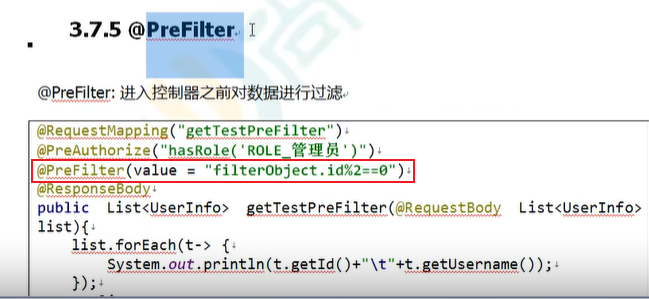 3.7.5 @PreFilter
@PreFilter: 进入控制器之前对数据进行过滤
@RequestMapping("getTestPreFilter")
@PreAuthorize("hasRole('ROLE_管理员')")
@PreFilter(value = "filterObject.id%2==0")
@ResponseBody
public List<UserInfo> getTestPreFilter(@RequestBody List<UserInfo>
list){
list.forEach(t-> {
System.out.println(t.getId()+"\t"+t.getUsername());
});